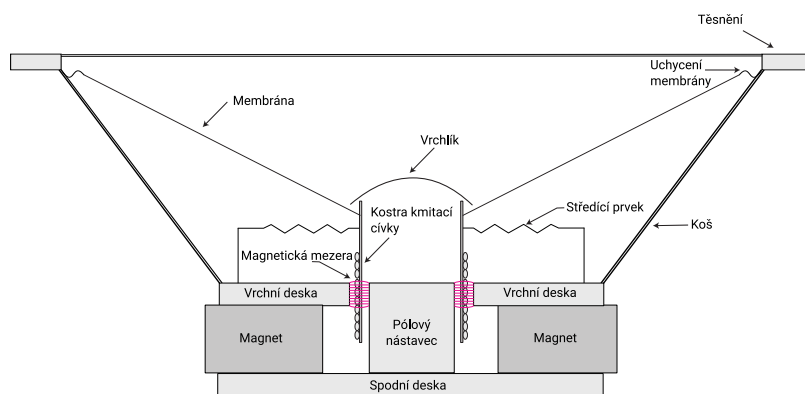 Těsnění
Uchycení
membrány
Membrána
Vrchlík
Kostra kmitací
cívky
Středící prvek
Koš
Magnetická mezera
Vrchní deska
Vrchní deska
Magnet
Pólový
nástavec
Magnet
Spodní deska